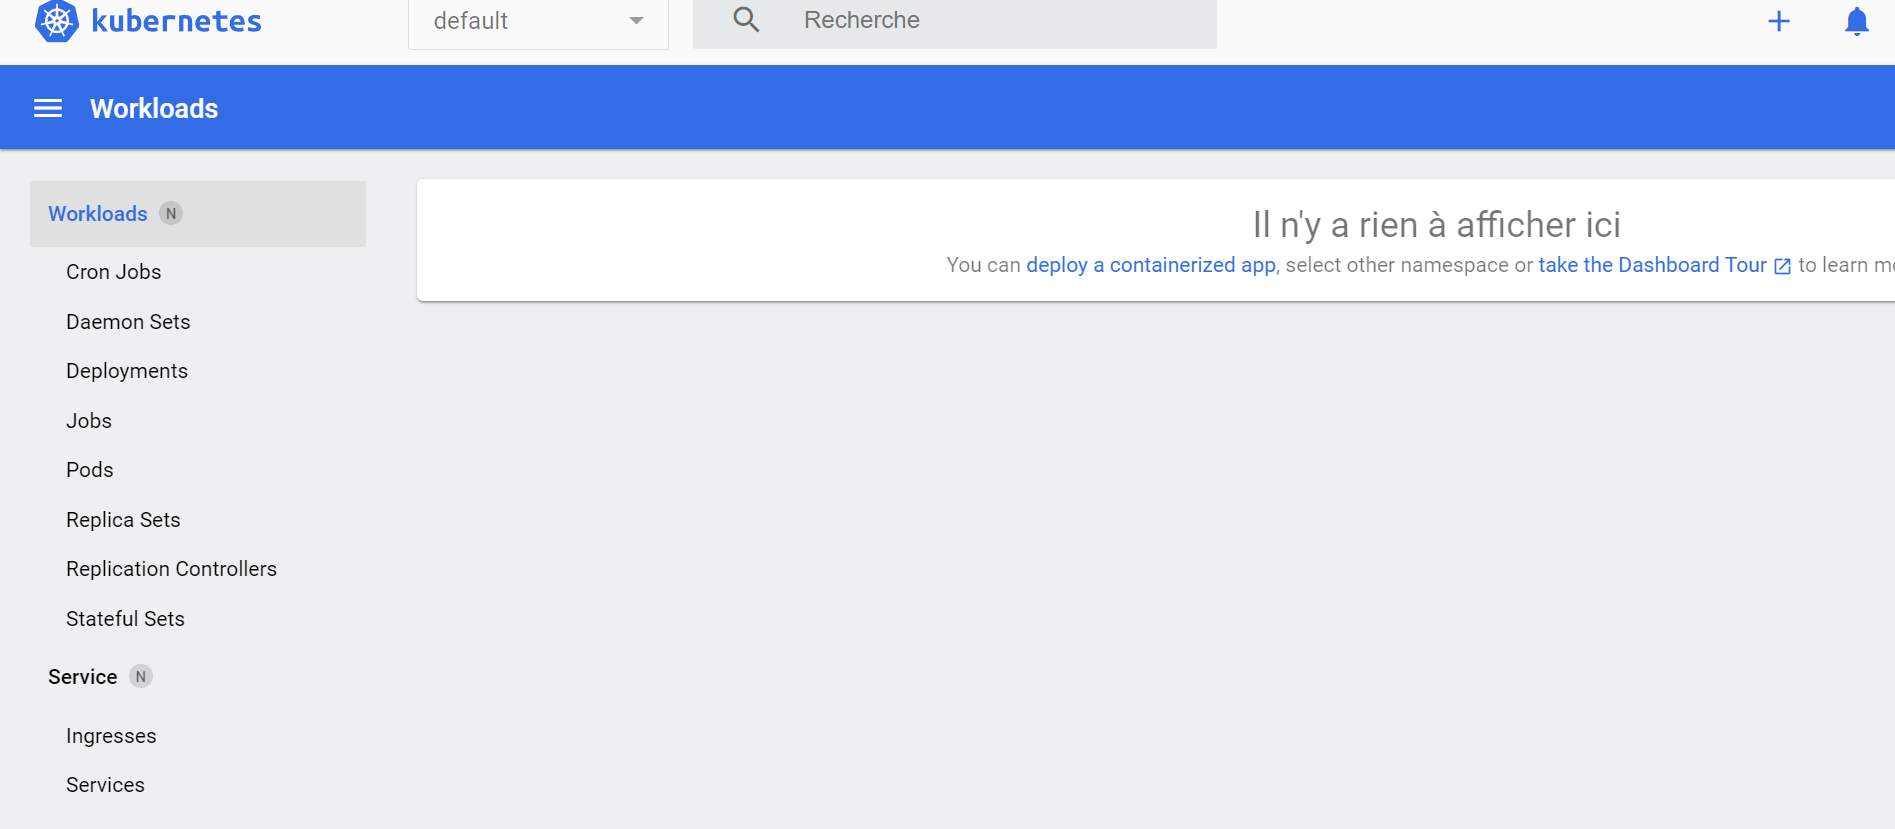 kubernetes
default
Recherche
Workloads
Workloads N
Cron Jobs
Daemon Sets
Deployments
Jobs
Pods
Replica Sets
Replication Controllers
Stateful Sets
Service N
Ingresses
Services
Il n'y a rien à afficher ici
You can deploy a containerized app, select other namespace or take the Dashboard Tour to learn